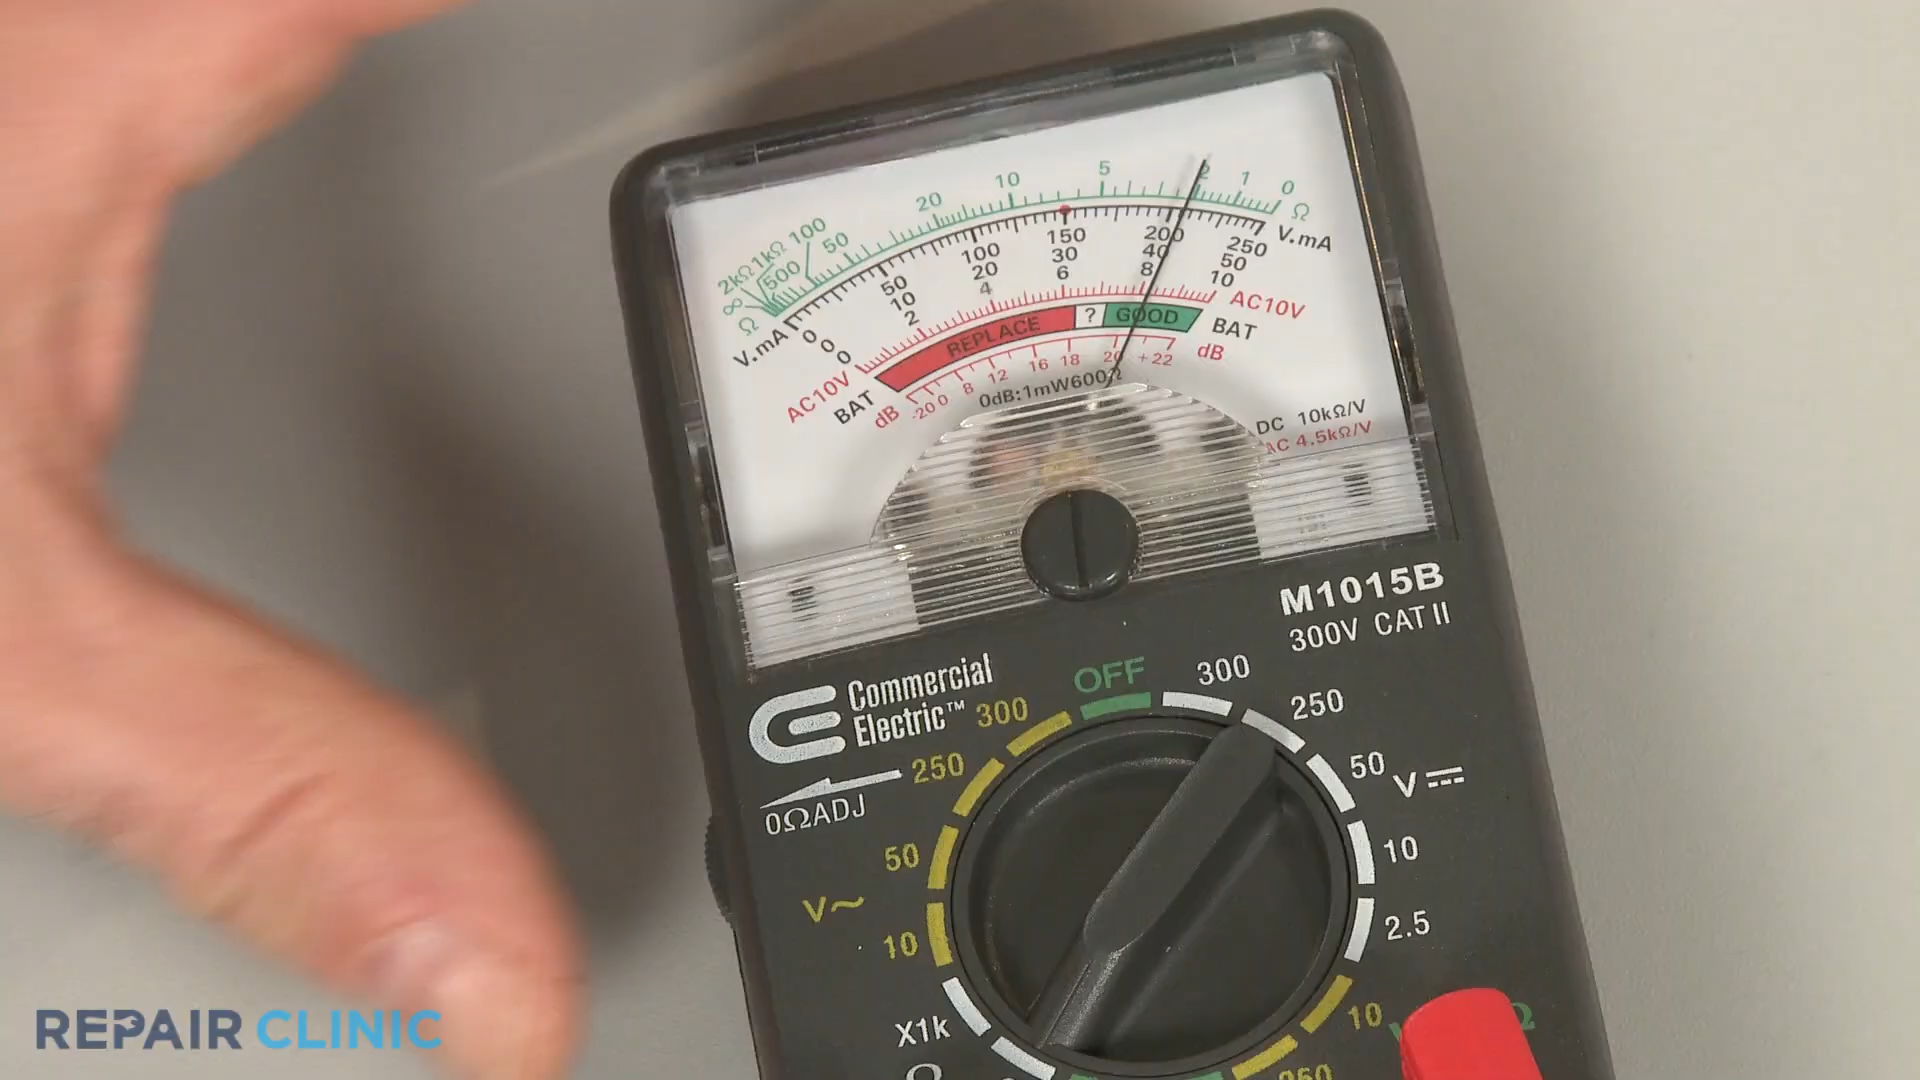 2kΩ 1kΩ 100 50 20 10 5 2 1 0
∞ 500 Ω
Ω
V.mA 0 50 100 150 200 250 V.mA
0 10 20 30 40 50
0 2 4 6 8 10
AC10V AC10V
BAT REPLACE ? GOOD BAT
dB -20 0 8 12 16 18 20 +22 dB
0dB:1mW600Ω
DC 10kΩ/V
AC 4.5kΩ/V
M1015B
300V CAT II
Commercial
Electric™
0ΩADJ
OFF
300
250
50
V⎓
10
2.5
10
250
300
250
50
V~
10
X1k
Ω
REPAIR CLINIC